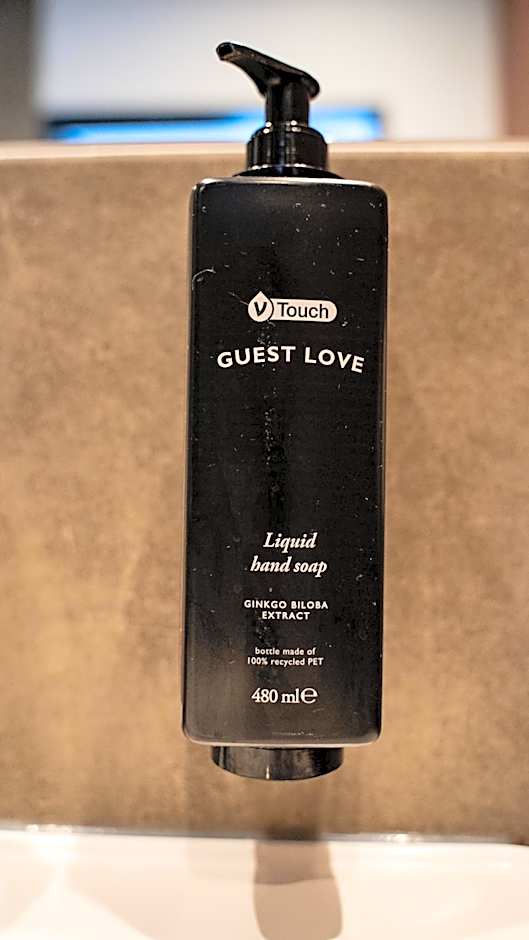 v Touch
GUEST LOVE
Liquid
hand soap
GINKGO BILOBA
EXTRACT
bottle made of
100% recycled PET
480 ml℮